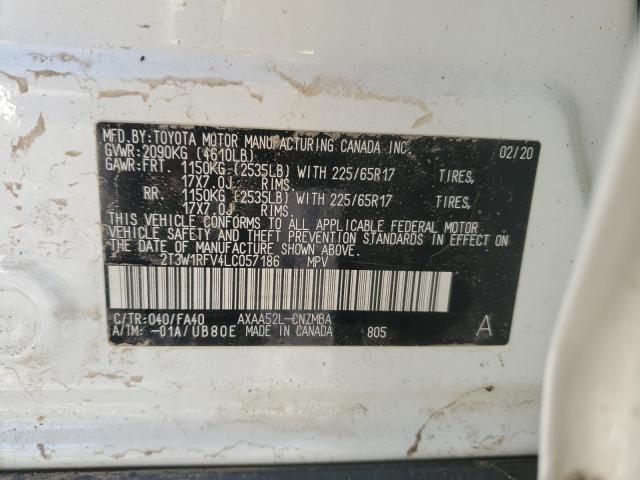 MFD.BY:TOYOTA MOTOR MANUFACTURING CANADA INC. 02/20
GVWR:2090KG (4610LB)
GAWR:FRT. 1150KG (2535LB) WITH 225/65R17 TIRES,
17X7.0J RIMS.
RR. 1150KG (2535LB) WITH 225/65R17 TIRES,
17X7.0J RIMS.
THIS VEHICLE CONFORMS TO ALL APPLICABLE FEDERAL MOTOR
VEHICLE SAFETY AND THEFT PREVENTION STANDARDS IN EFFECT ON
THE DATE OF MANUFACTURE SHOWN ABOVE.
2T3W1RFV4LC057186 MPV
C/TR:040/FA40 AXAA52L-CNZMBA
A/TM:-01A/UB80E MADE IN CANADA 805 A